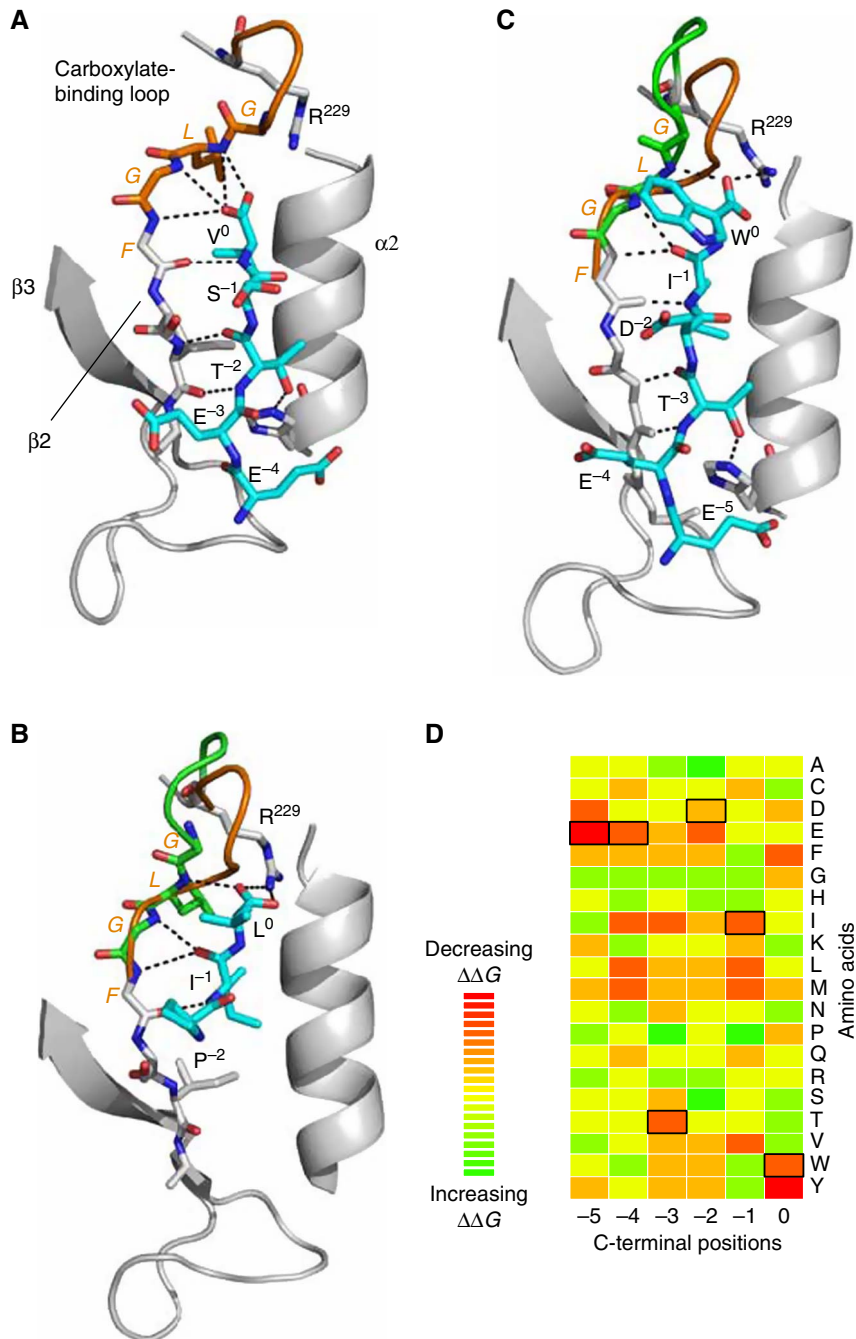 A
Carboxylate-
binding loop
G
L
G
F
R229
V0
S−1
T−2
E−3
E−4
α2
β3
β2
C
G
L
G
F
R229
W0
I−1
D−2
T−3
E−4
E−5
B
G
L
G
F
R229
L0
I−1
P−2
D
Decreasing
ΔΔG
Increasing
ΔΔG
A
C
D
E
F
G
H
I
K
L
M
N
P
Q
R
S
T
V
W
Y
Amino acids
−5 −4 −3 −2 −1 0
C-terminal positions